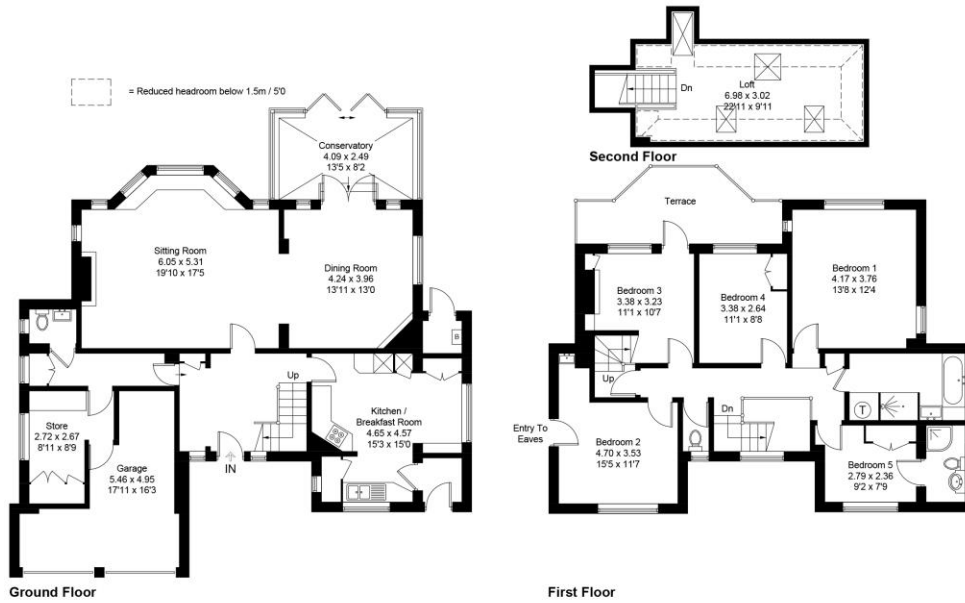 = Reduced headroom below 1.5m / 5'0
Conservatory
4.09 x 2.49
13'5 x 8'2
Sitting Room
6.05 x 5.31
19'10 x 17'5
Dining Room
4.24 x 3.96
13'11 x 13'0
Up
Kitchen /
Breakfast Room
4.65 x 4.57
15'3 x 15'0
Store
2.72 x 2.67
8'11 x 8'9
Garage
5.46 x 4.95
17'11 x 16'3
IN
Ground Floor
Dn
Loft
6.98 x 3.02
22'11 x 9'11
Second Floor
Terrace
Bedroom 3
3.38 x 3.23
11'1 x 10'7
Bedroom 4
3.38 x 2.64
11'1 x 8'8
Bedroom 1
4.17 x 3.76
13'8 x 12'4
Up
Dn
T
Entry To
Eaves
Bedroom 2
4.70 x 3.53
15'5 x 11'7
Bedroom 5
2.79 x 2.36
9'2 x 7'9
First Floor